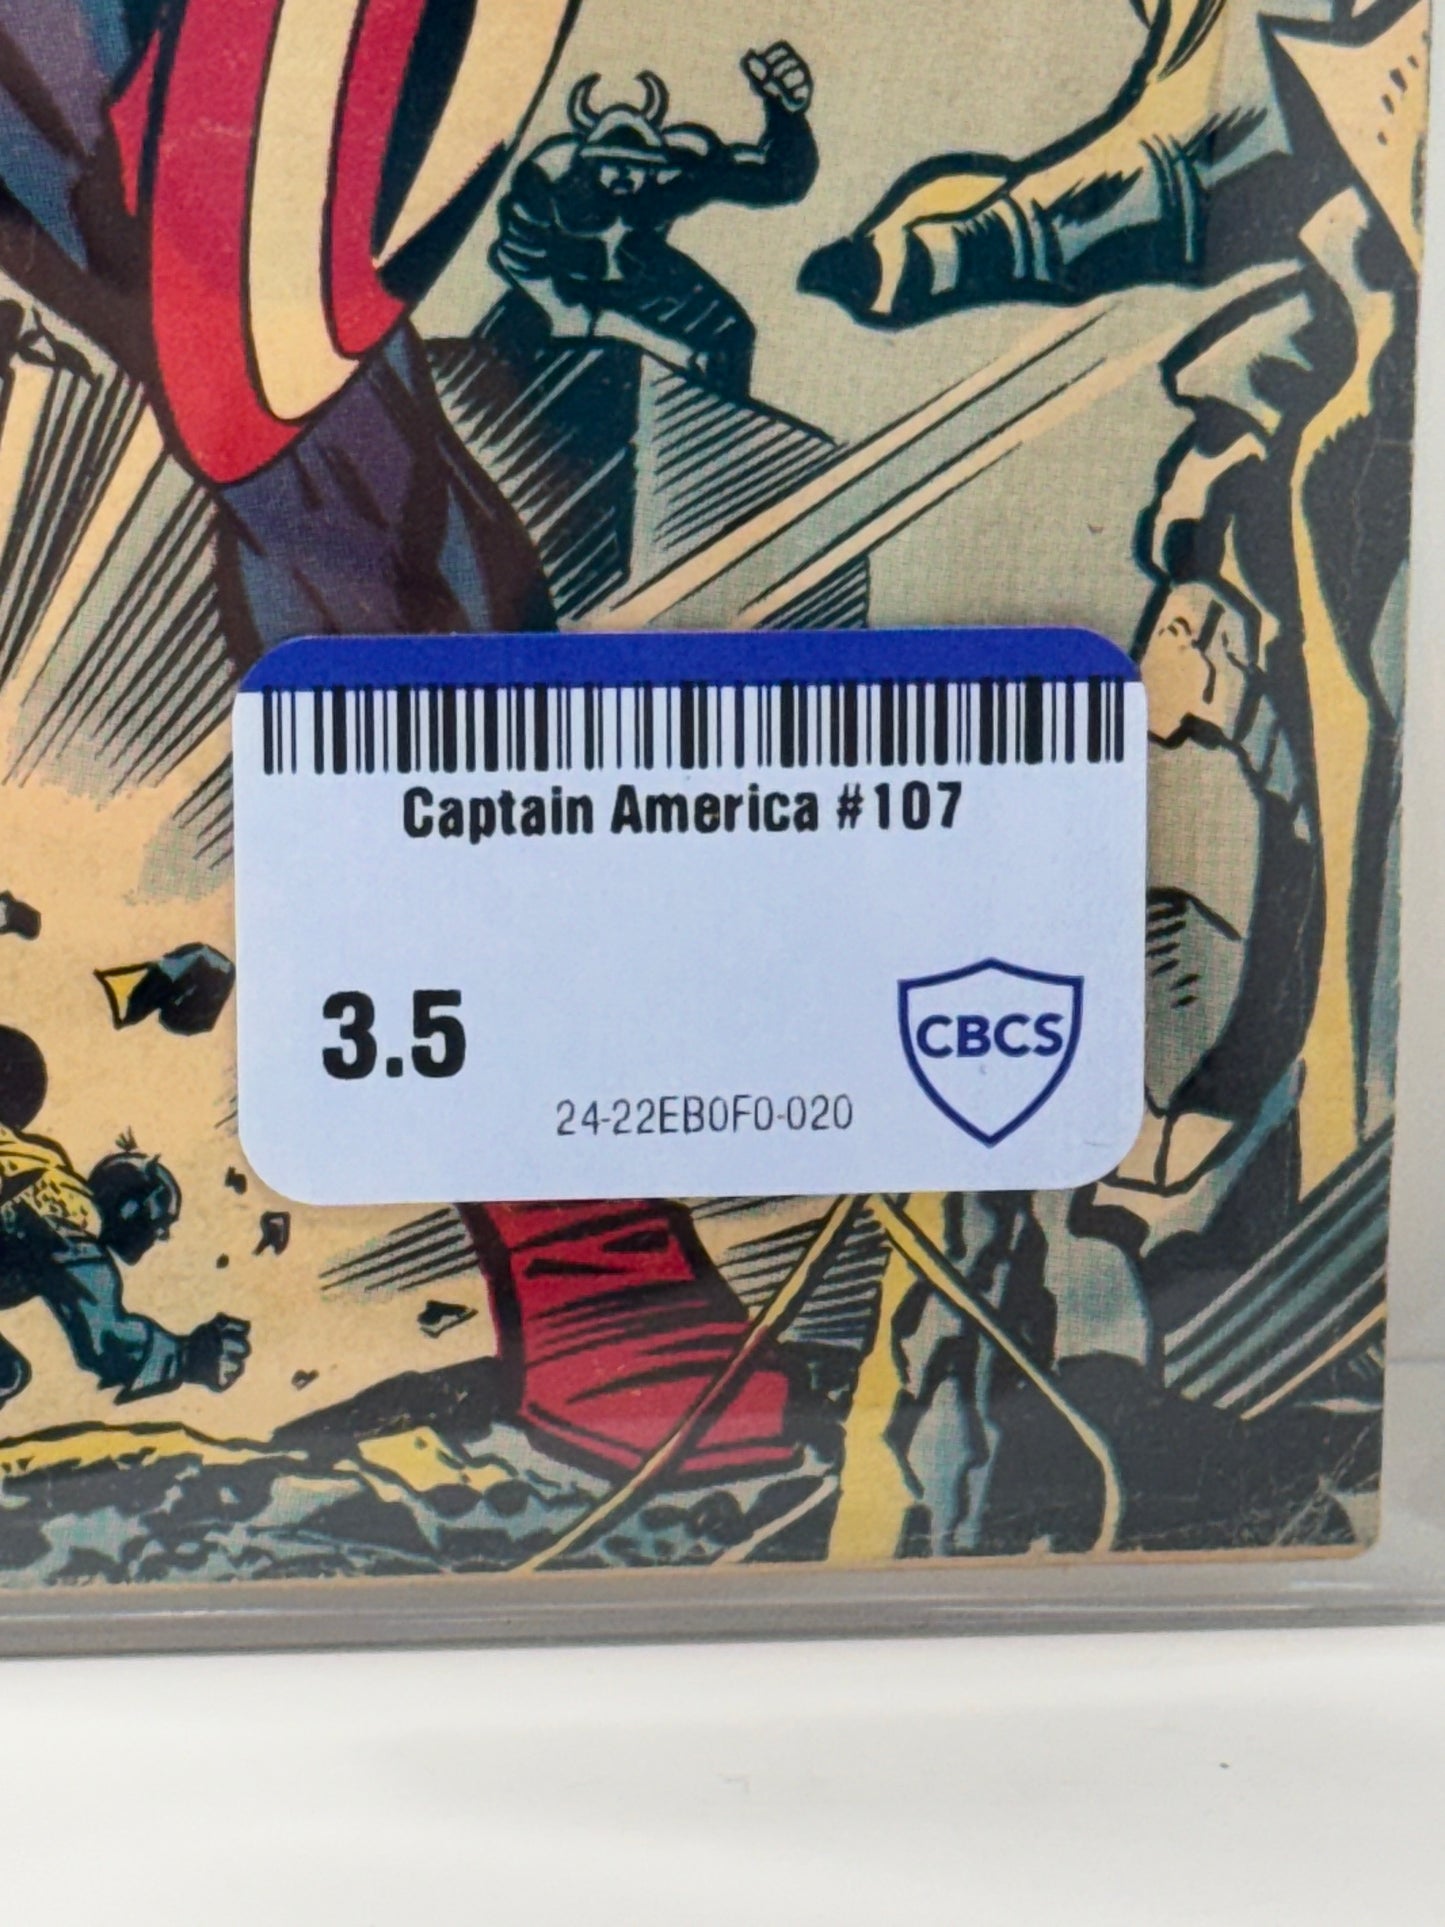 Captain America #107
3.5
CBCS
24-22EB0F0-020